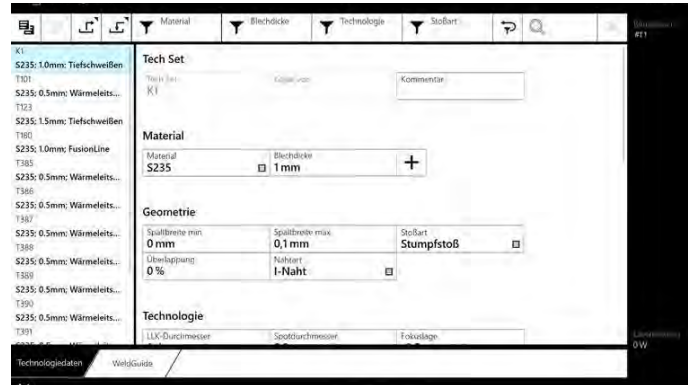 Material
Blechdicke
Technologie
Stoßart
#T1
K1
S235; 1.0mm; Tiefschweißen
T101
S235; 0.5mm; Wärmeleits...
T123
S235; 1.5mm; Tiefschweißen
T180
S235; 1.0mm; FusionLine
T385
S235; 0.5mm; Wärmeleits...
T386
S235; 0.5mm; Wärmeleits...
T387
S235; 0.5mm; Wärmeleits...
T388
S235; 0.5mm; Wärmeleits...
T389
S235; 0.5mm; Wärmeleits...
T390
S235; 0.5mm; Wärmeleits...
T391
Tech Set
Tech Set
K1
Kommentar
Material
Material
S235
Blechdicke
1 mm
Geometrie
Spaltbreite min.
0 mm
Spaltbreite max.
0,1 mm
Stoßart
Stumpfstoß
Überlappung
0 %
Nahtart
I-Naht
Technologie
LLK-Durchmesser
Spotdurchmesser
Fokuslage
0 W
Technologiedaten
WeldGuide